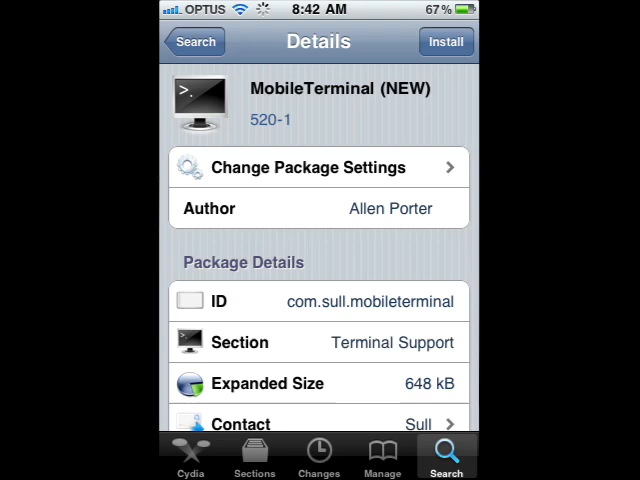 OPTUS 8:42 AM 67%
Search Details Install
>. MobileTerminal (NEW)
520-1
Change Package Settings
Author Allen Porter
Package Details
ID com.sull.mobileterminal
Section Terminal Support
Expanded Size 648 kB
Contact Sull
Cydia Sections Changes Manage Search